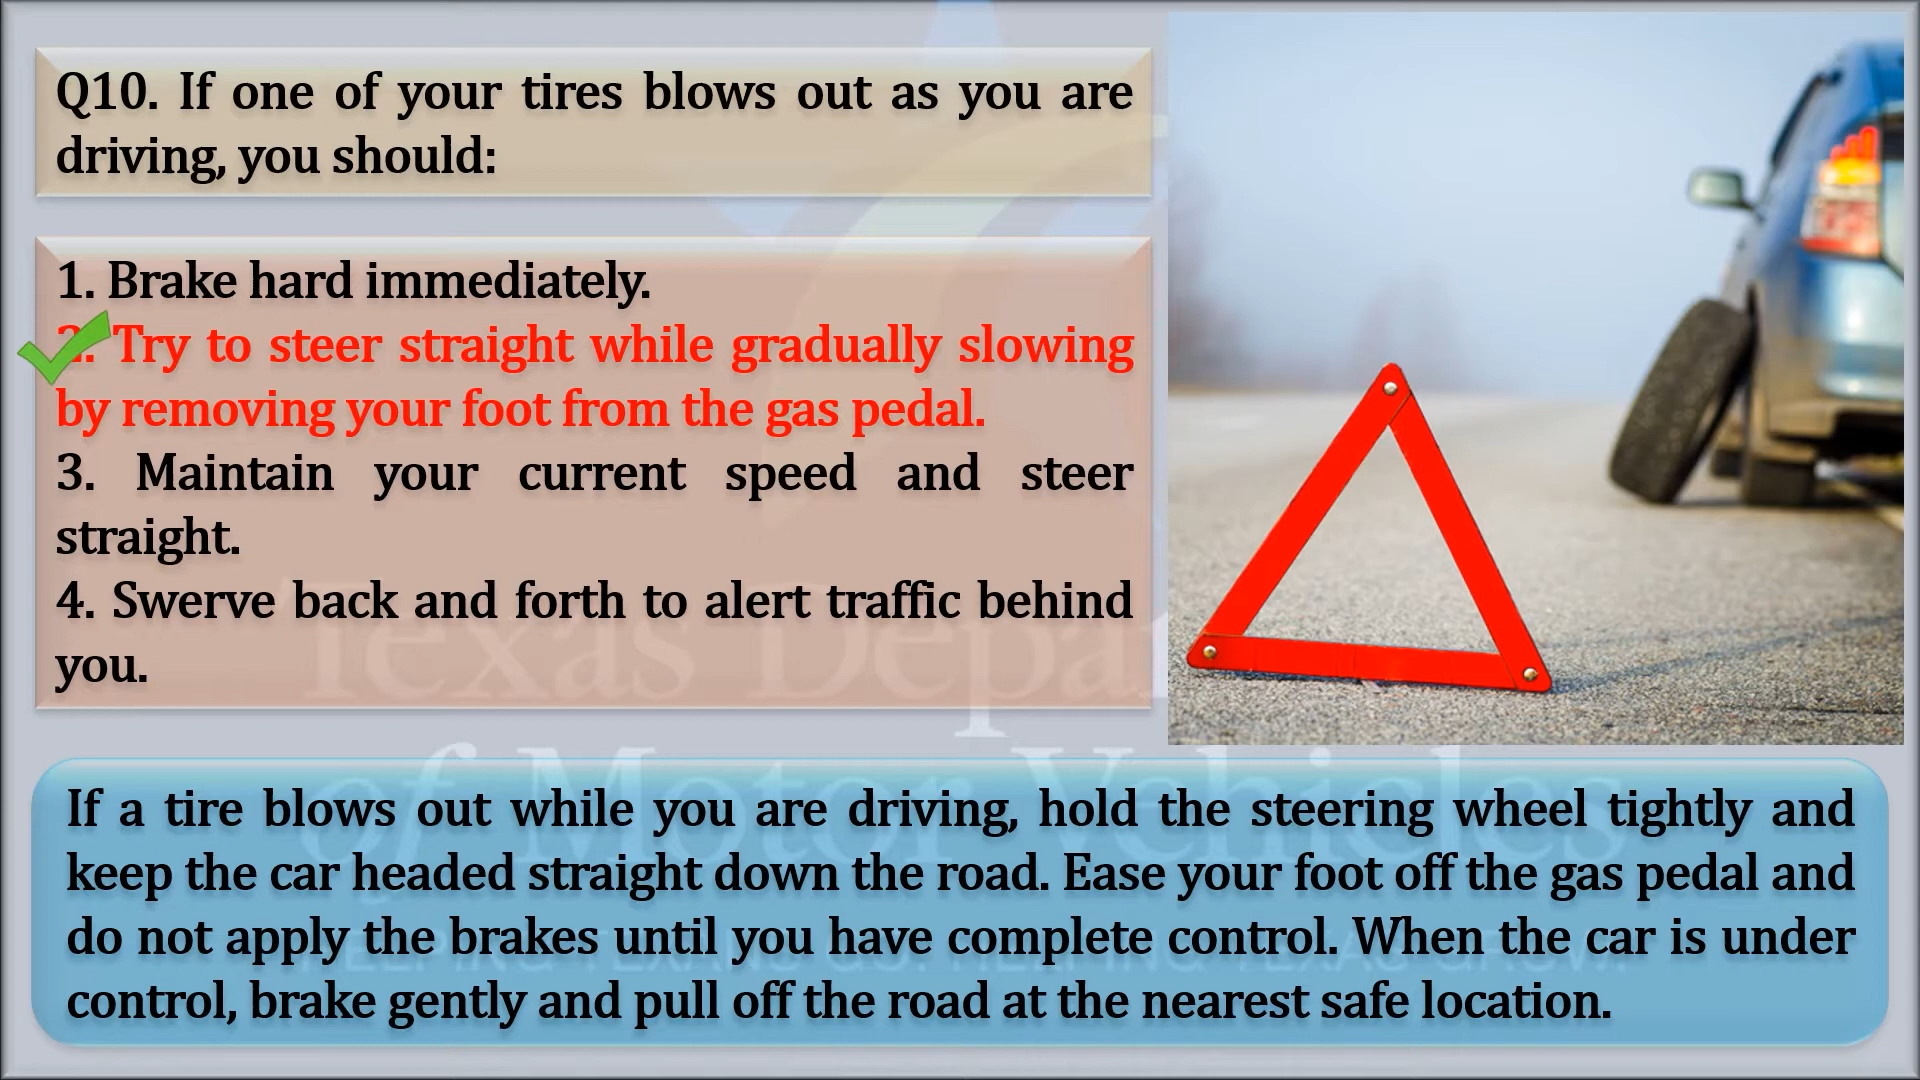 Q10. If one of your tires blows out as you are
driving, you should:
1. Brake hard immediately.
2. Try to steer straight while gradually slowing
by removing your foot from the gas pedal.
3. Maintain your current speed and steer
straight.
4. Swerve back and forth to alert traffic behind
you.
Texas Depar
of Motor Vehicles
If a tire blows out while you are driving, hold the steering wheel tightly and
keep the car headed straight down the road. Ease your foot off the gas pedal and
do not apply the brakes until you have complete control. When the car is under
control, brake gently and pull off the road at the nearest safe location.